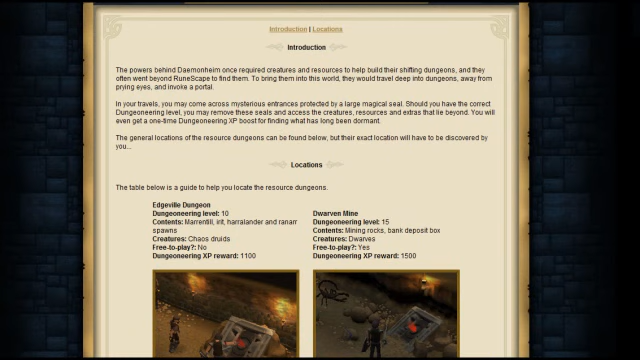 Introduction | Locations
Introduction
The powers behind Daemonheim once required creatures and resources to help build their shifting dungeons, and they
often went beyond RuneScape to find them. To bring them into this world, they would travel deep into dungeons, away from
prying eyes, and invoke a portal.
In your travels, you may come across mysterious entrances protected by a large magical seal. Should you have the correct
Dungeoneering level, you may remove these seals and access the creatures, resources and extras that lie beyond. You will
even get a one-time Dungeoneering XP boost for finding what has long been dormant.
The general locations of the resource dungeons can be found below, but their exact location will have to be discovered by
you...
Locations
The table below is a guide to help you locate the resource dungeons.
Edgeville Dungeon
Dungeoneering level: 10
Contents: Marrentill, irit, harralander and ranarr
spawns
Creatures: Chaos druids
Free-to-play?: No
Dungeoneering XP reward: 1100
Dwarven Mine
Dungeoneering level: 15
Contents: Mining rocks, bank deposit box
Creatures: Dwarves
Free-to-play?: Yes
Dungeoneering XP reward: 1500